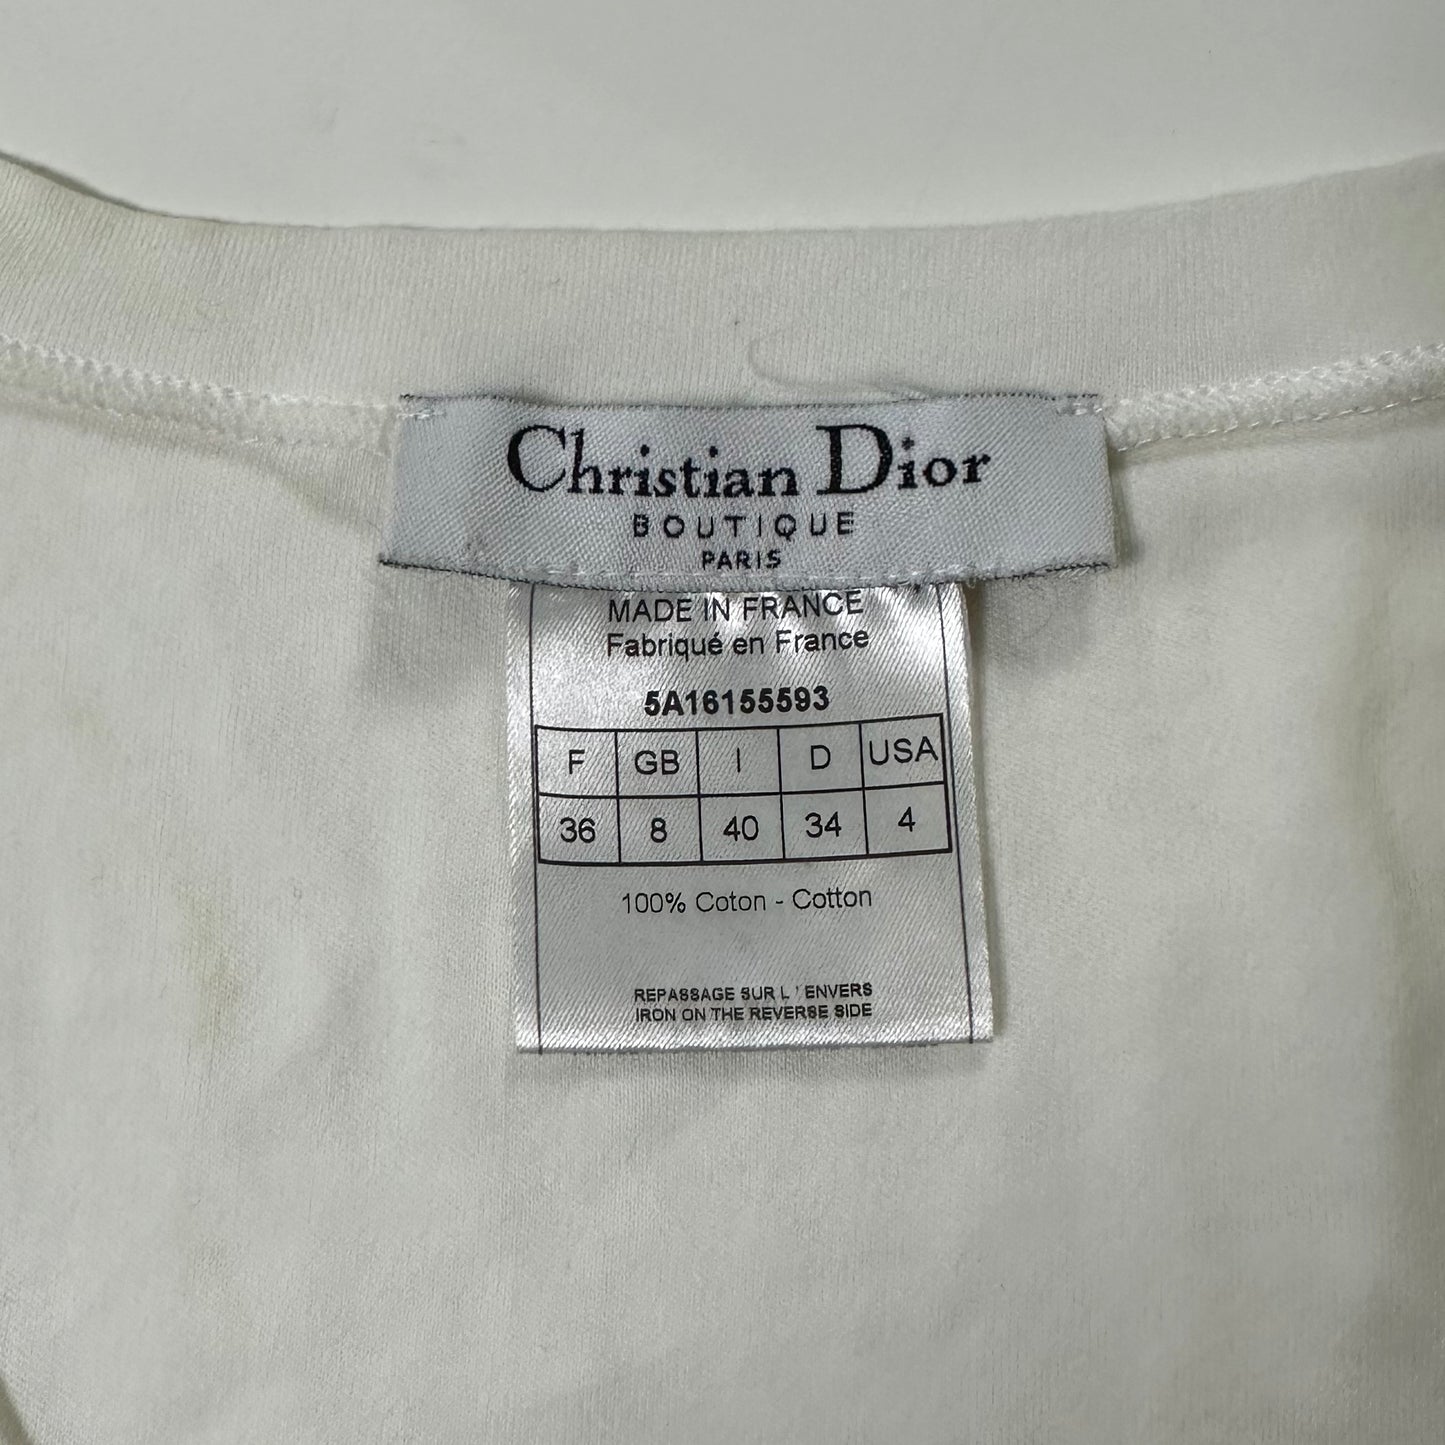 Christian Dior
BOUTIQUE
PARIS
MADE IN FRANCE
Fabriqué en France
5A16155593
F GB I D USA
36 8 40 34 4
100% Coton - Cotton
REPASSAGE SUR L ' ENVERS
IRON ON THE REVERSE SIDE